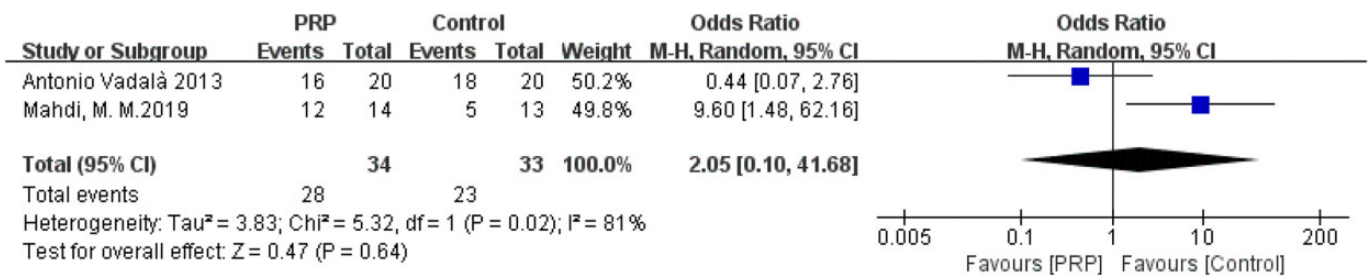 PRP Control Odds Ratio Odds Ratio
Study or Subgroup Events Total Events Total Weight M-H, Random, 95% CI M-H, Random, 95% CI
Antonio Vadalà 2013 16 20 18 20 50.2% 0.44 [0.07, 2.76]
Mahdi, M. M.2019 12 14 5 13 49.8% 9.60 [1.48, 62.16]
Total (95% CI) 34 33 100.0% 2.05 [0.10, 41.68]
Total events 28 23
Heterogeneity: Tau² = 3.83; Chi² = 5.32, df = 1 (P = 0.02); I² = 81%
Test for overall effect: Z = 0.47 (P = 0.64)
0.005 0.1 1 10 200
Favours [PRP] Favours [Control]